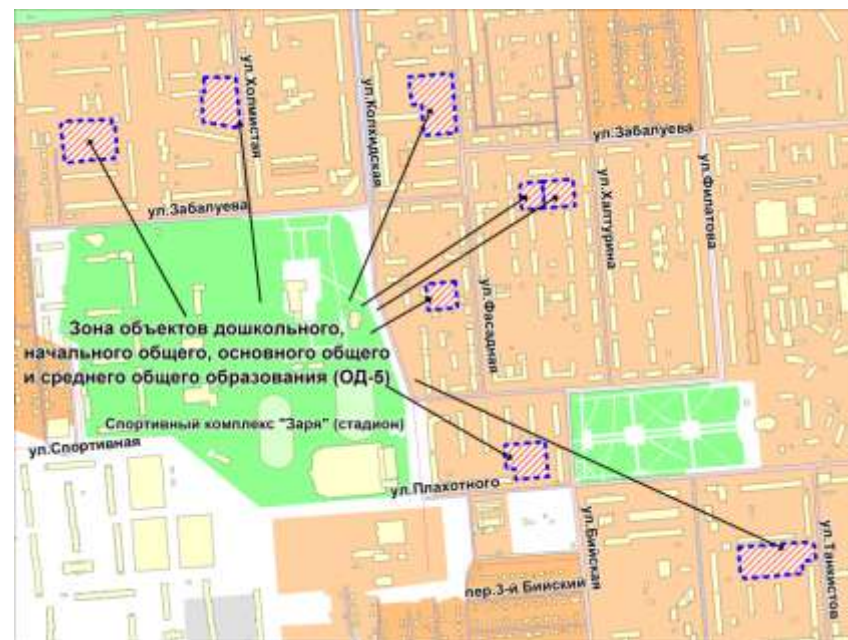 ул.Холмистая
ул.Колхидская
ул.Забалуева
ул.Забалуева
ул.Хилтурина
ул.Филатова
ул.Фасадная
Зона объектов дошкольного,
начального общего, основного общего
и среднего общего образования (ОД-5)
Спортивный комплекс "Заря" (стадион)
ул.Спортивная
ул.Плахотного
ул.Бийская
ул.Танкистов
пер.3-й Бийский